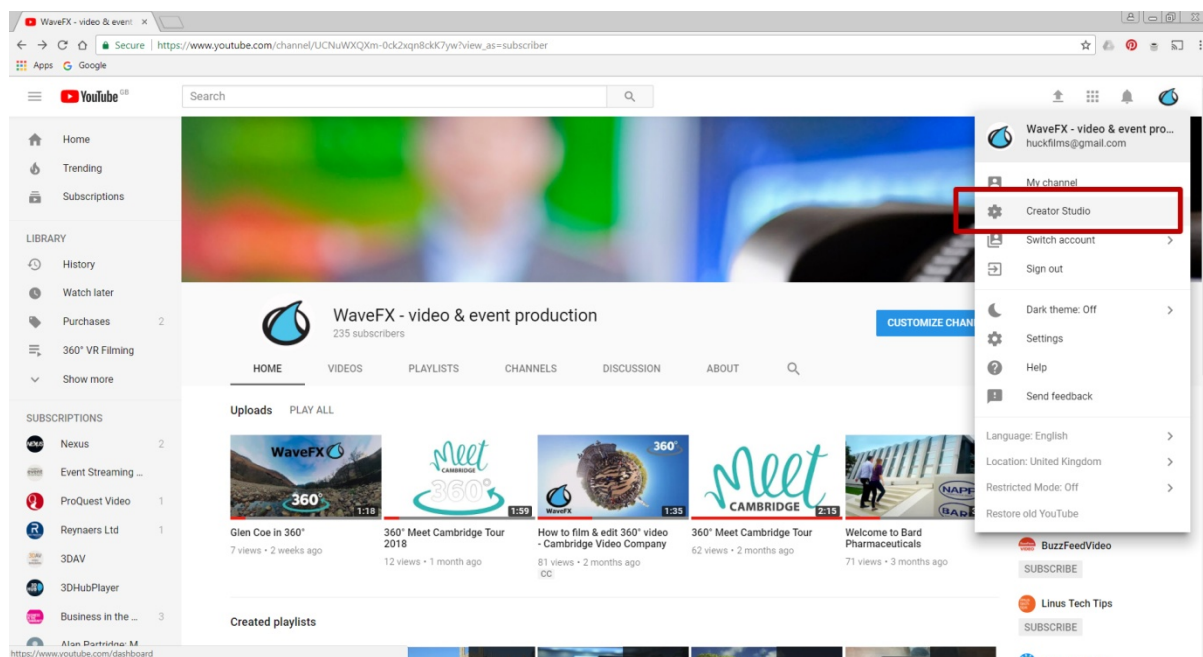 WaveFX - video & event
Secure
https://www.youtube.com/channel/UCNuWXQXm-0ck2xqn8ckK7yw?view_as=subscriber
Apps
Google
YouTube GB
Search
Home
Trending
Subscriptions
LIBRARY
History
Watch later
Purchases 2
360° VR Filming
Show more
SUBSCRIPTIONS
Nexus 2
Event Streaming ...
ProQuest Video 1
Reynaers Ltd 1
3DAV
3DHubPlayer
Business in the ... 3
Alan Partridge: M
https://www.youtube.com/dashboard
WaveFX - video & event production
235 subscribers
CUSTOMIZE CHAN
HOME
VIDEOS
PLAYLISTS
CHANNELS
DISCUSSION
ABOUT
Uploads PLAY ALL
WaveFX
360°
1:18
Glen Coe in 360°
7 views • 2 weeks ago
Meet
CAMBRIDGE
360°
1:59
360° Meet Cambridge Tour
2018
12 views • 1 month ago
360°
WaveFX
1:35
How to film & edit 360° video
- Cambridge Video Company
81 views • 2 months ago
CC
Meet
CAMBRIDGE
2:15
360° Meet Cambridge Tour
62 views • 2 months ago
NAPP
BARD
Welcome to Bard
Pharmaceuticals
71 views • 3 months ago
Created playlists
WaveFX - video & event pro...
huckfilms@gmail.com
My channel
Creator Studio
Switch account
Sign out
Dark theme: Off
Settings
Help
Send feedback
Language: English
Location: United Kingdom
Restricted Mode: Off
Restore old YouTube
BuzzFeedVideo
SUBSCRIBE
Linus Tech Tips
SUBSCRIBE